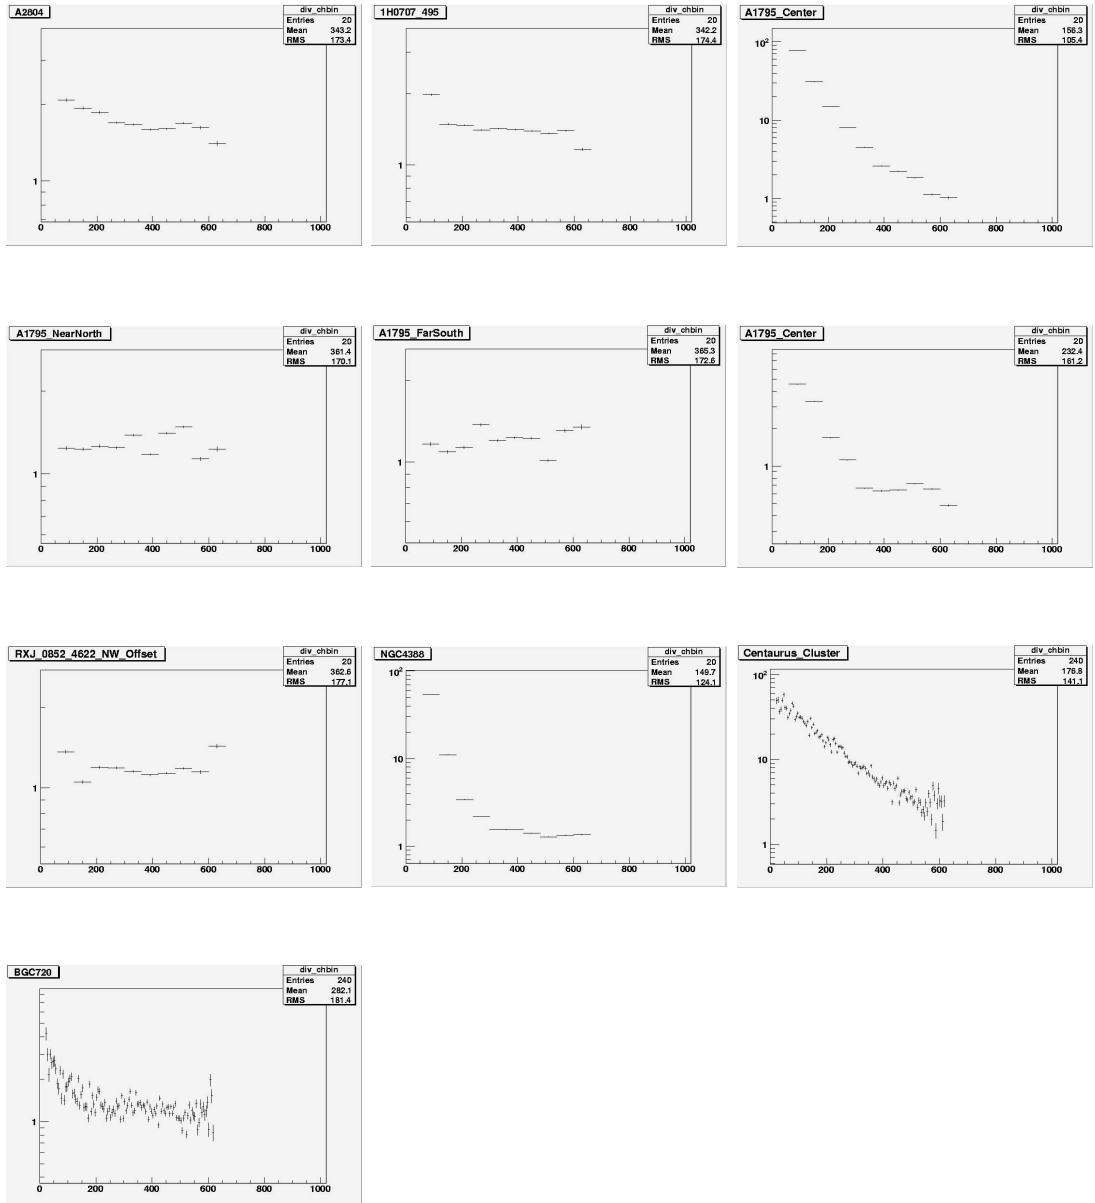 A2804
div_chbin
Entries 20
Mean 343.2
RMS 173.4
1
0 200 400 600 800 1000
1H0707_495
div_chbin
Entries 20
Mean 342.2
RMS 174.4
1
0 200 400 600 800 1000
A1795_Center
div_chbin
Entries 20
Mean 156.3
RMS 105.4
10²
10
1
0 200 400 600 800 1000
A1795_NearNorth
div_chbin
Entries 20
Mean 361.4
RMS 170.1
1
0 200 400 600 800 1000
A1795_FarSouth
div_chbin
Entries 20
Mean 365.3
RMS 172.6
1
0 200 400 600 800 1000
A1795_Center
div_chbin
Entries 20
Mean 232.4
RMS 161.2
1
0 200 400 600 800 1000
RXJ_0852_4622_NW_Offset
div_chbin
Entries 20
Mean 362.6
RMS 177.1
1
0 200 400 600 800 1000
NGC4388
div_chbin
Entries 20
Mean 149.7
RMS 124.1
10²
10
1
0 200 400 600 800 1000
Centaurus_Cluster
div_chbin
Entries 240
Mean 176.8
RMS 141.1
10²
10
1
0 200 400 600 800 1000
BGC720
div_chbin
Entries 240
Mean 282.1
RMS 181.4
1
0 200 400 600 800 1000